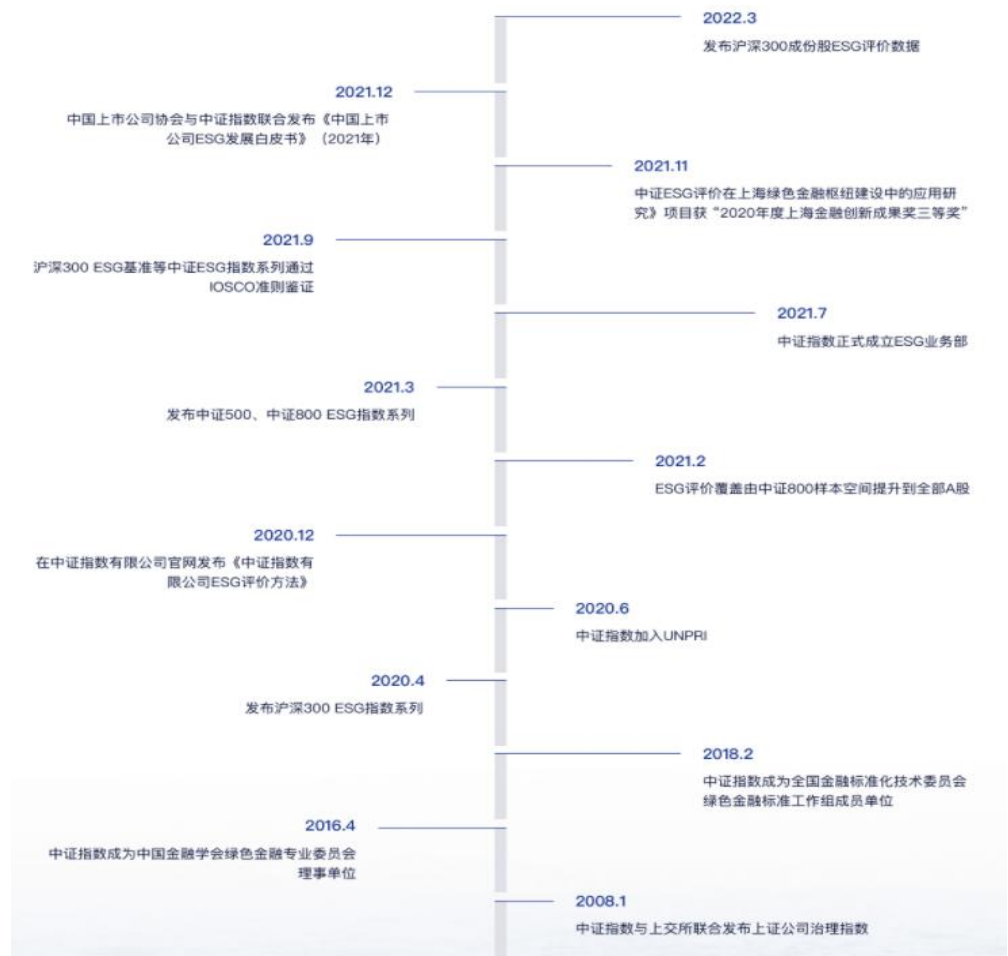 2022.3
发布沪深300成份股ESG评价数据
2021.12
中国上市公司协会与中证指数联合发布《中国上市
公司ESG发展白皮书》（2021年）
2021.11
中证ESG评价在上海绿色金融枢纽建设中的应用研
究》项目获“2020年度上海金融创新成果奖三等奖”
2021.9
沪深300 ESG基准等中证ESG指数系列通过
IOSCO准则鉴证
2021.7
中证指数正式成立ESG业务部
2021.3
发布中证500、中证800 ESG指数系列
2021.2
ESG评价覆盖由中证800样本空间提升到全部A股
2020.12
在中证指数有限公司官网发布《中证指数有
限公司ESG评价方法》
2020.6
中证指数加入UNPRI
2020.4
发布沪深300 ESG指数系列
2018.2
中证指数成为全国金融标准化技术委员会
绿色金融标准工作组成员单位
2016.4
中证指数成为中国金融学会绿色金融专业委员会
理事单位
2008.1
中证指数与上交所联合发布上证公司治理指数